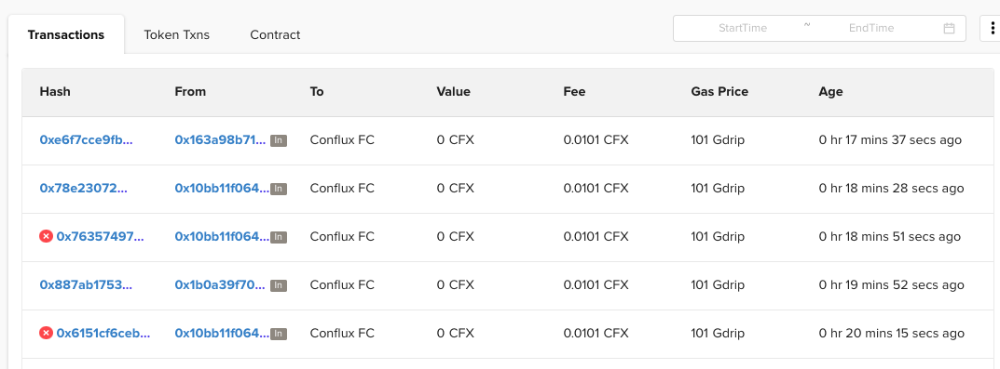 Transactions Token Txns Contract StartTime ~ EndTime
Hash From To Value Fee Gas Price Age
0xe6f7cce9fb... 0x163a98b71... In Conflux FC 0 CFX 0.0101 CFX 101 Gdrip 0 hr 17 mins 37 secs ago
0x78e23072... 0x10bb11f064... In Conflux FC 0 CFX 0.0101 CFX 101 Gdrip 0 hr 18 mins 28 secs ago
0x76357497... 0x10bb11f064... In Conflux FC 0 CFX 0.0101 CFX 101 Gdrip 0 hr 18 mins 51 secs ago
0x887ab1753... 0x1b0a39f70... In Conflux FC 0 CFX 0.0101 CFX 101 Gdrip 0 hr 19 mins 52 secs ago
0x6151cf6ceb... 0x10bb11f064... In Conflux FC 0 CFX 0.0101 CFX 101 Gdrip 0 hr 20 mins 15 secs ago